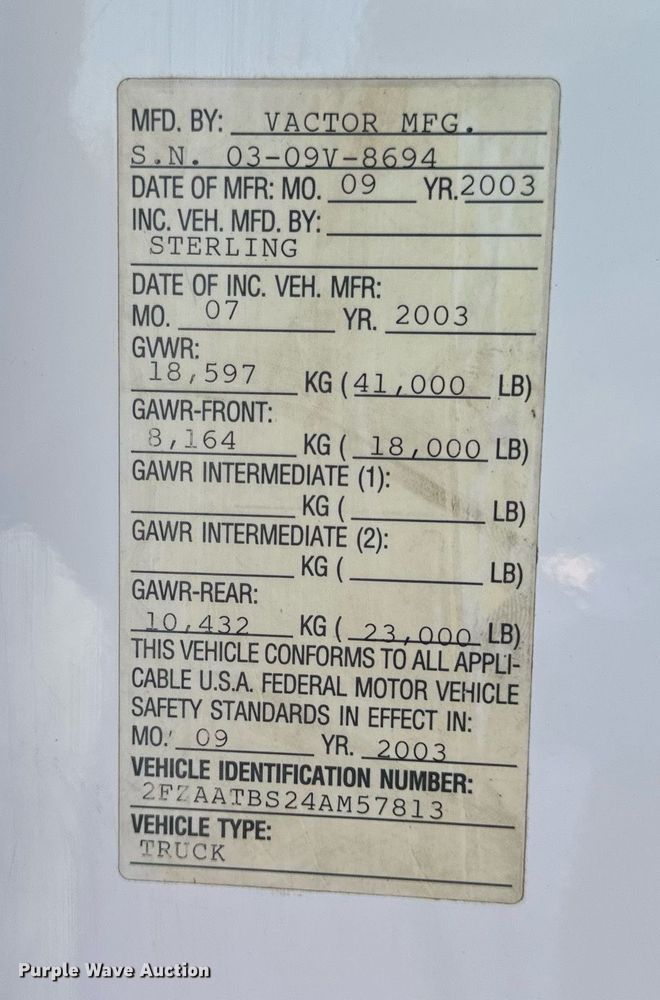 MFD. BY: VACTOR MFG.
S.N. 03-09V-8694
DATE OF MFR: MO. 09 YR. 2003
INC. VEH. MFD. BY:
STERLING
DATE OF INC. VEH. MFR:
MO. 07 YR. 2003
GVWR:
18,597 KG ( 41,000 LB)
GAWR-FRONT:
8,164 KG ( 18,000 LB)
GAWR INTERMEDIATE (1):
KG ( LB)
GAWR INTERMEDIATE (2):
KG ( LB)
GAWR-REAR:
10,432 KG ( 23,000 LB)
THIS VEHICLE CONFORMS TO ALL APPLI-
CABLE U.S.A. FEDERAL MOTOR VEHICLE
SAFETY STANDARDS IN EFFECT IN:
MO. 09 YR. 2003
VEHICLE IDENTIFICATION NUMBER:
2FZAATBS24AM57813
VEHICLE TYPE:
TRUCK
Purple Wave Auction